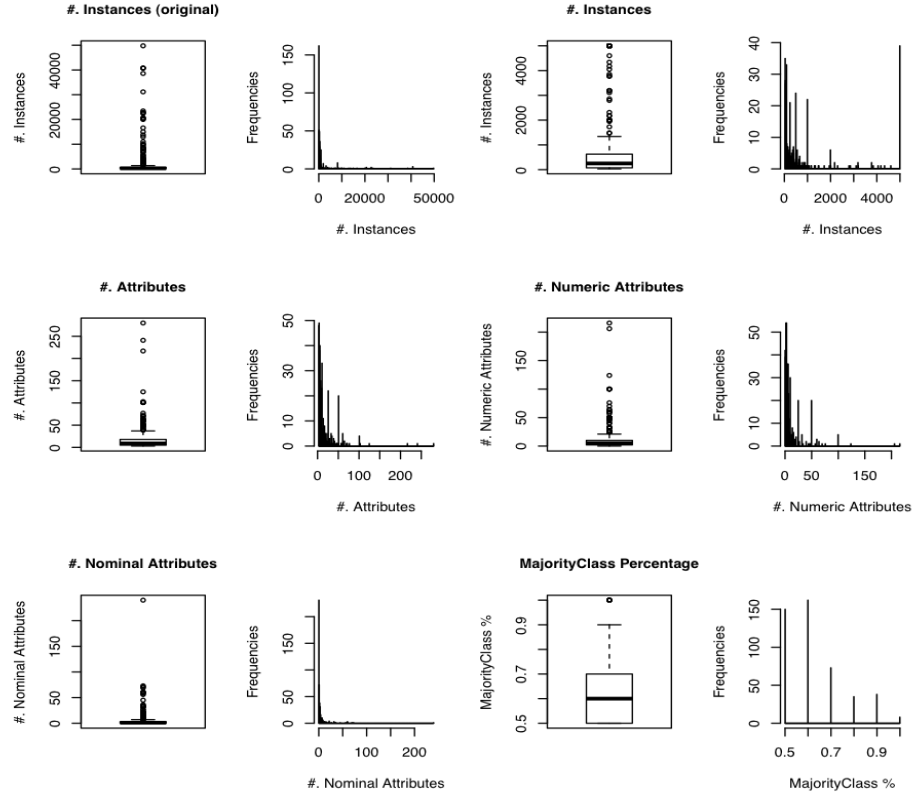 #. Instances (original)
#. Instances
0 20000 40000
Frequencies
0 50 100 150
0 20000 50000
#. Instances
#. Instances
#. Instances
0 2000 4000
Frequencies
0 10 20 30 40
0 2000 4000
#. Instances
#. Attributes
#. Attributes
0 50 150 250
Frequencies
0 10 30 50
0 100 200
#. Attributes
#. Numeric Attributes
#. Numeric Attributes
0 50 150
Frequencies
0 10 30 50
0 50 150
#. Numeric Attributes
#. Nominal Attributes
#. Nominal Attributes
0 50 150
Frequencies
0 50 150
0 100 200
#. Nominal Attributes
MajorityClass Percentage
MajorityClass %
0.5 0.7 0.9
Frequencies
0 50 100 150
0.5 0.7 0.9
MajorityClass %